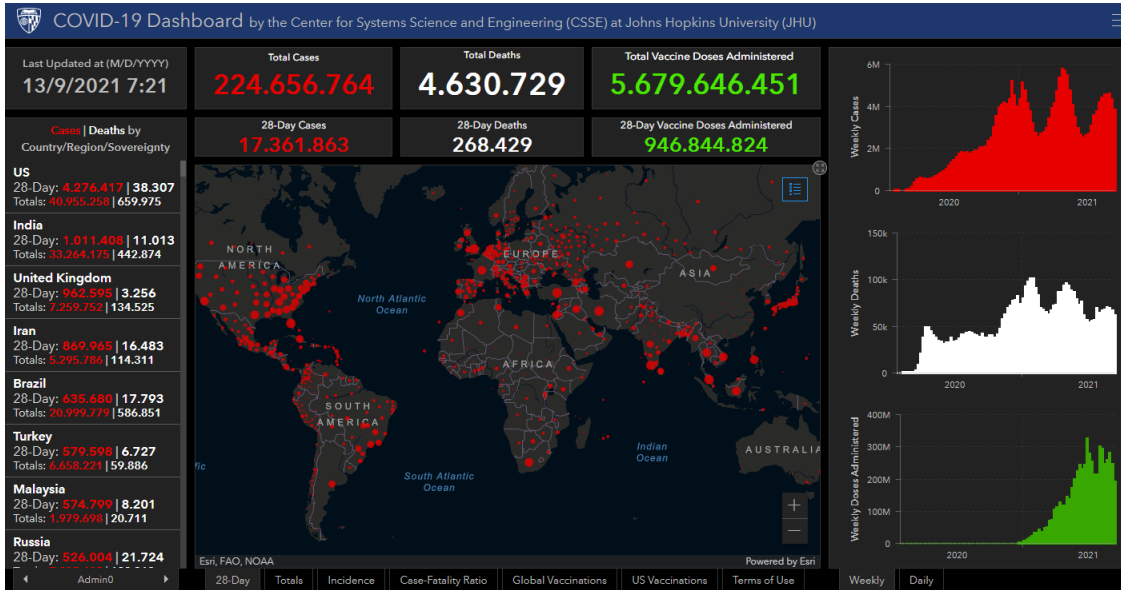 COVID-19 Dashboard by the Center for Systems Science and Engineering (CSSE) at Johns Hopkins University (JHU)
Last Updated at (M/D/YYYY)
13/9/2021 7:21
Cases | Deaths by
Country/Region/Sovereignty
US
28-Day: 4.276.417 | 38.307
Totals: 40.955.258 | 659.975
India
28-Day: 1.011.408 | 11.013
Totals: 33.264.175 | 442.874
United Kingdom
28-Day: 962.595 | 3.256
Totals: 7.259.752 | 134.525
Iran
28-Day: 869.965 | 16.483
Totals: 5.295.786 | 114.311
Brazil
28-Day: 635.680 | 17.793
Totals: 20.999.779 | 586.851
Turkey
28-Day: 579.598 | 6.727
Totals: 6.658.221 | 59.886
Malaysia
28-Day: 574.799 | 8.201
Totals: 1.979.698 | 20.711
Russia
28-Day: 526.004 | 21.724
Admin0
Total Cases
224.656.764
Total Deaths
4.630.729
Total Vaccine Doses Administered
5.679.646.451
28-Day Cases
17.361.863
28-Day Deaths
268.429
28-Day Vaccine Doses Administered
946.844.824
NORTH
AMERICA
EUROPE
ASIA
North Atlantic
Ocean
AFRICA
SOUTH
AMERICA
Indian
Ocean
AUSTRALIA
fic
South Atlantic
Ocean
+
−
Esri, FAO, NOAA
Powered by Esri
28-Day
Totals
Incidence
Case-Fatality Ratio
Global Vaccinations
US Vaccinations
Terms of Use
Weekly Cases
6M
4M
2M
0
2020
2021
Weekly Deaths
150k
100k
50k
0
2020
2021
Weekly Doses Administered
400M
300M
200M
100M
0
2020
2021
Weekly
Daily